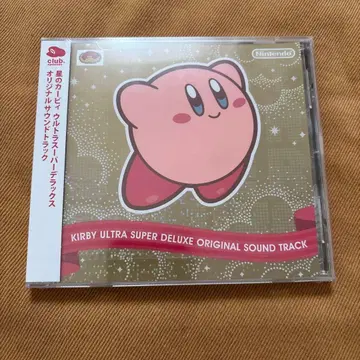 club
星のカービィ ウルトラスーパーデラックス
オリジナルサウンドトラック
Nintendo
KIRBY ULTRA SUPER DELUXE ORIGINAL SOUND TRACK